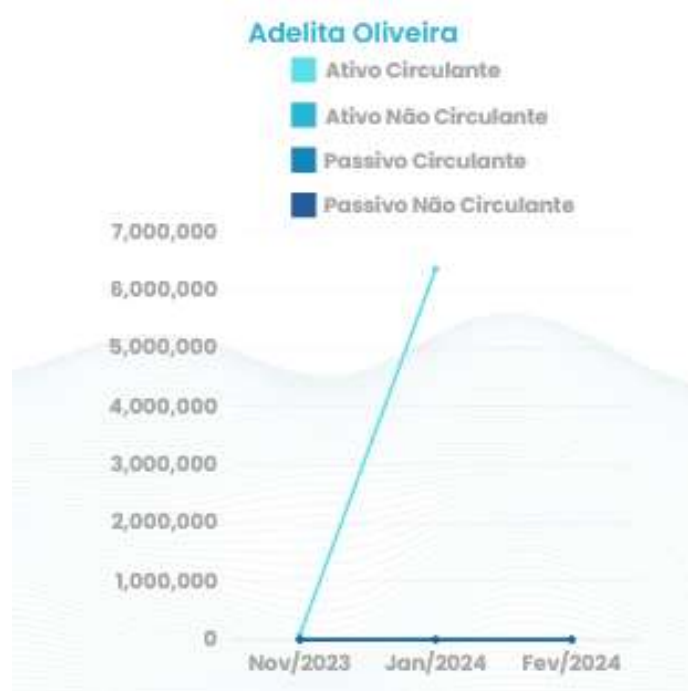 Adelita Oliveira
Ativo Circulante
Ativo Não Circulante
Passivo Circulante
Passivo Não Circulante
7,000,000
6,000,000
5,000,000
4,000,000
3,000,000
2,000,000
1,000,000
0
Nov/2023 Jan/2024 Fev/2024